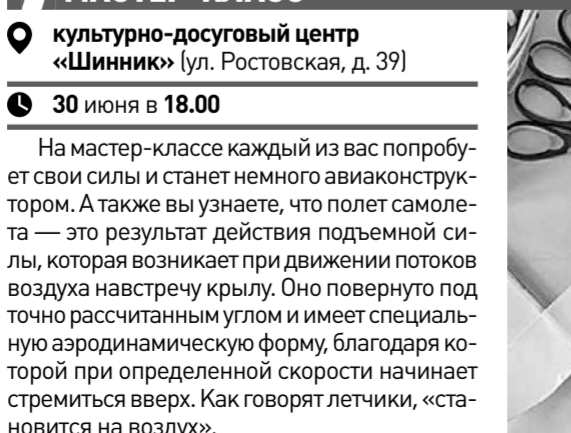 МАСТЕР-КЛАСС
культурно-досуговый центр
«Шинник» (ул. Ростовская, д. 39)
30 июня в 18.00
На мастер-классе каждый из вас попробу-
ет свои силы и станет немного авиаконструк-
тором. А также вы узнаете, что полет самоле-
та — это результат действия подъемной си-
лы, которая возникает при движении потоков
воздуха навстречу крылу. Оно повернуто под
точно рассчитанным углом и имеет специаль-
ную аэродинамическую форму, благодаря ко-
торой при определенной скорости начинает
стремиться вверх. Как говорят летчики, «ста-
новится на воздух».